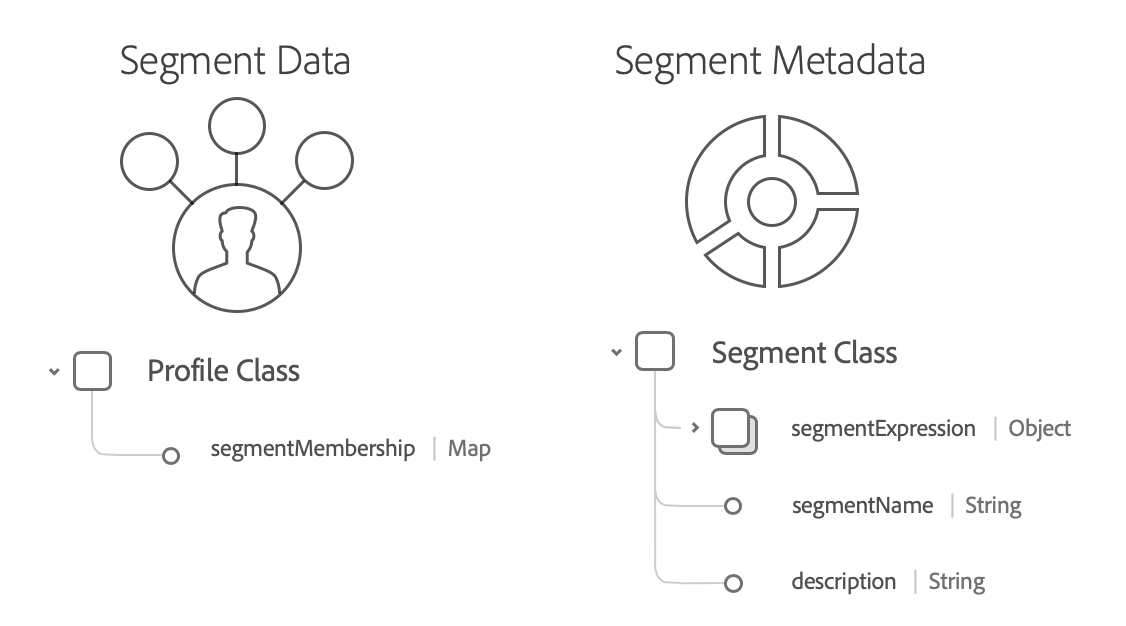 Segment Data
Profile Class
segmentMembership | Map
Segment Metadata
Segment Class
segmentExpression | Object
segmentName | String
description | String